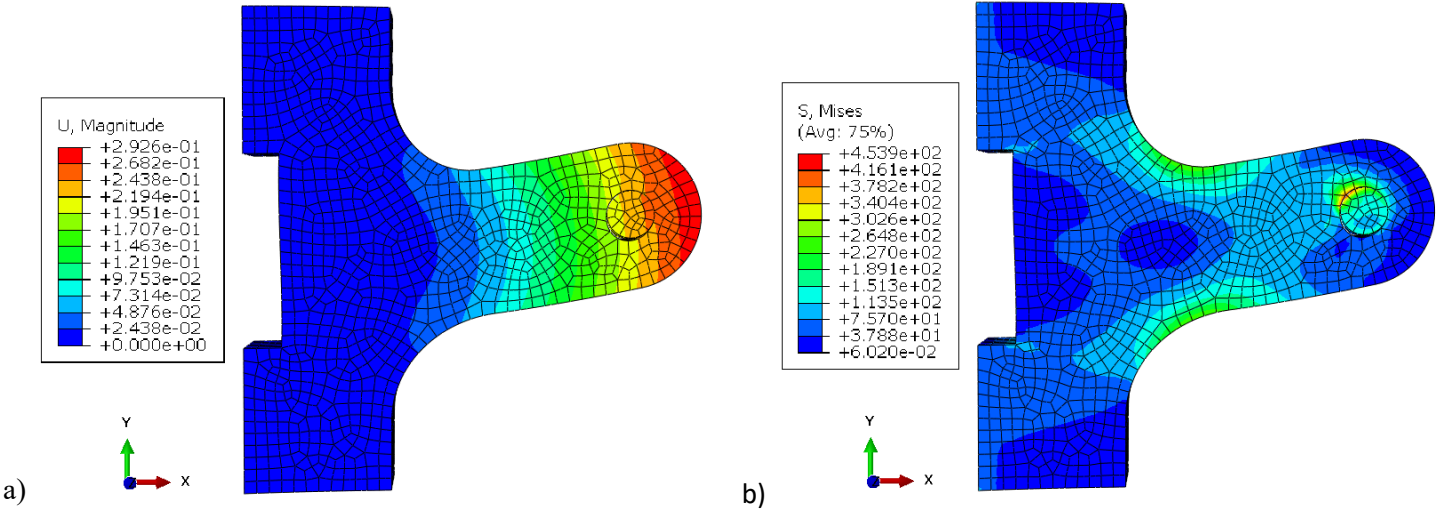 U, Magnitude
+2.926e-01
+2.682e-01
+2.438e-01
+2.194e-01
+1.951e-01
+1.707e-01
+1.463e-01
+1.219e-01
+9.753e-02
+7.314e-02
+4.876e-02
+2.438e-02
+0.000e+00
Y
X
a)
S, Mises
(Avg: 75%)
+4.539e+02
+4.161e+02
+3.782e+02
+3.404e+02
+3.026e+02
+2.648e+02
+2.270e+02
+1.891e+02
+1.513e+02
+1.135e+02
+7.570e+01
+3.788e+01
+6.020e-02
Y
X
b)